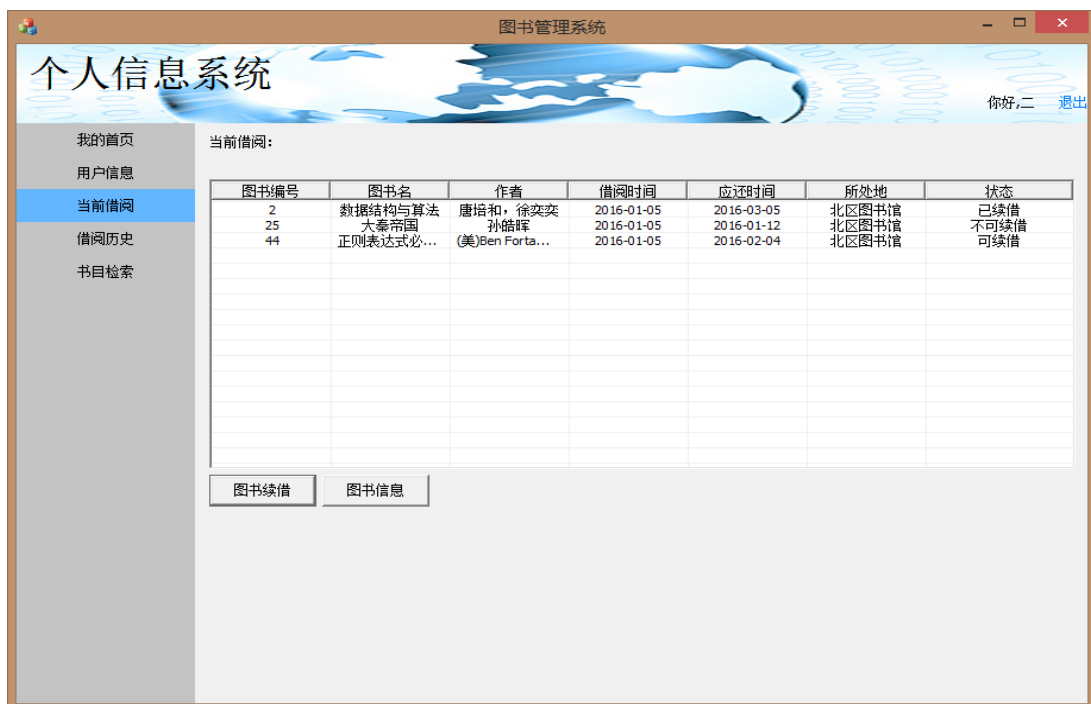 图书管理系统
个人信息系统
你好,二 退出
我的首页
用户信息
当前借阅
借阅历史
书目检索
当前借阅:
图书编号 图书名 作者 借阅时间 应还时间 所处地 状态
2 数据结构与算法 唐培和，徐奕奕 2016-01-05 2016-03-05 北区图书馆 已续借
25 大秦帝国 孙皓晖 2016-01-05 2016-01-12 北区图书馆 不可续借
44 正则表达式必... (美)Ben Forta... 2016-01-05 2016-02-04 北区图书馆 可续借
图书续借 图书信息